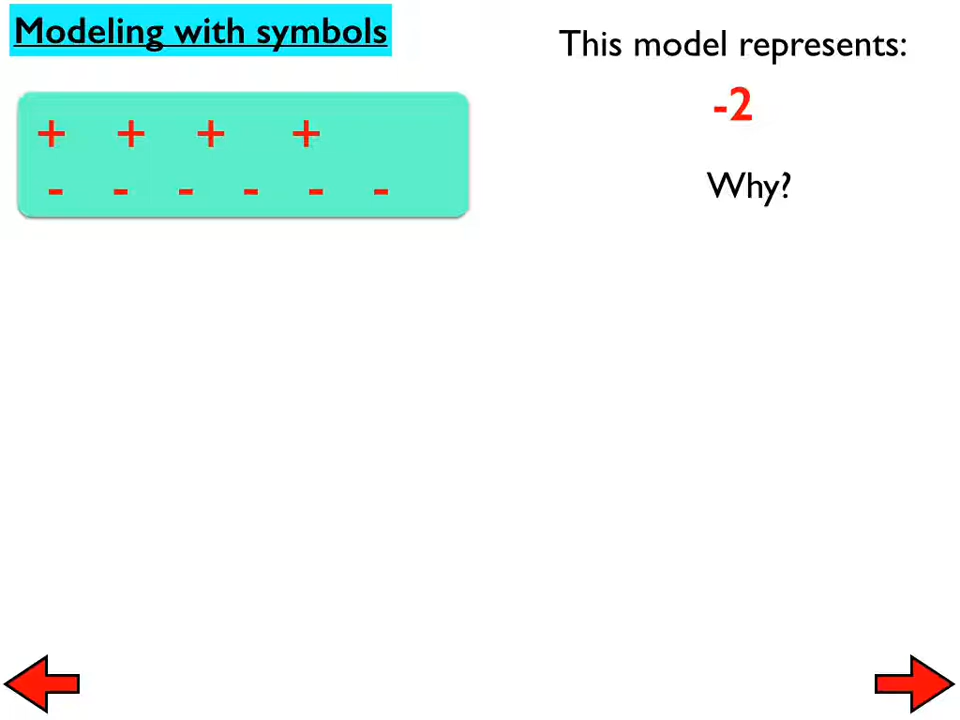 Modeling with symbols
This model represents:
+ + + +
- - - - - -
-2
Why?